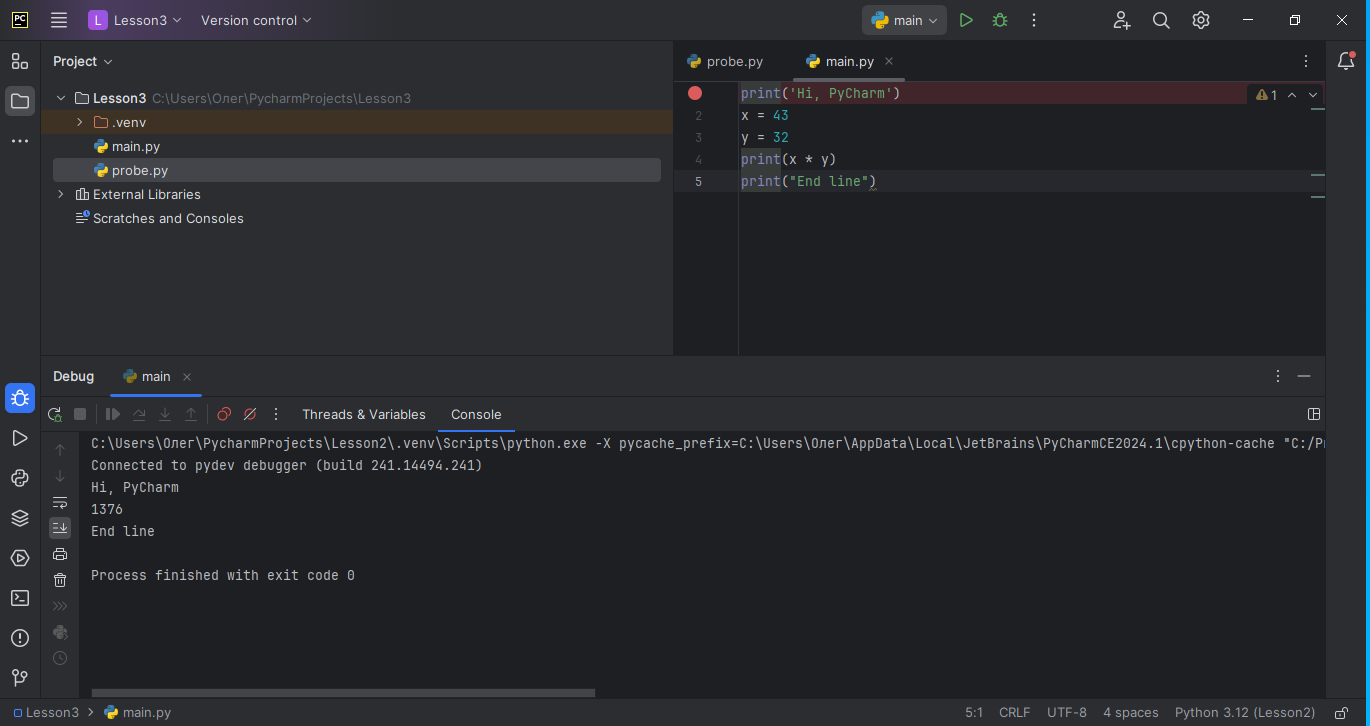 PC
L Lesson3 Version control main
Project
Lesson3 C:\Users\Олег\PycharmProjects\Lesson3
.venv
main.py
probe.py
External Libraries
Scratches and Consoles
probe.py main.py
print('Hi, PyCharm') 1
2 x = 43
3 y = 32
4 print(x * y)
5 print("End line")
Debug main
Threads & Variables Console
C:\Users\Олег\PycharmProjects\Lesson2\.venv\Scripts\python.exe -X pycache_prefix=C:\Users\Олег\AppData\Local\JetBrains\PyCharmCE2024.1\cpython-cache
Connected to pydev debugger (build 241.14494.241)
Hi, PyCharm
1376
End line
Process finished with exit code 0
Lesson3 main.py 5:1 CRLF UTF-8 4 spaces Python 3.12 (Lesson2)